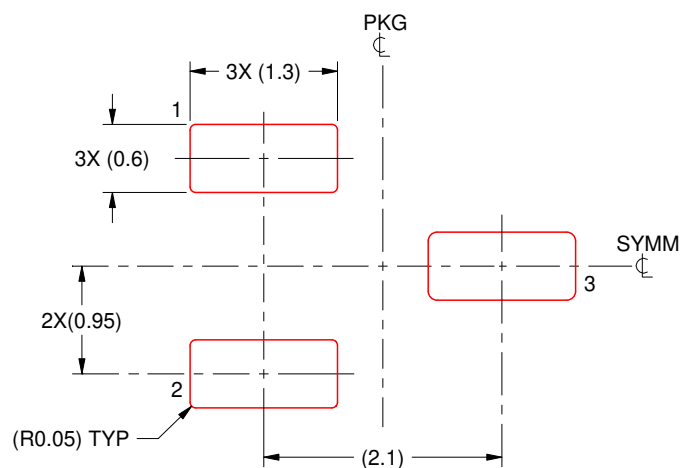 PKG
℄
3X (1.3)
1
3X (0.6)
SYMM
℄
3
2X(0.95)
2
(R0.05) TYP
(2.1)